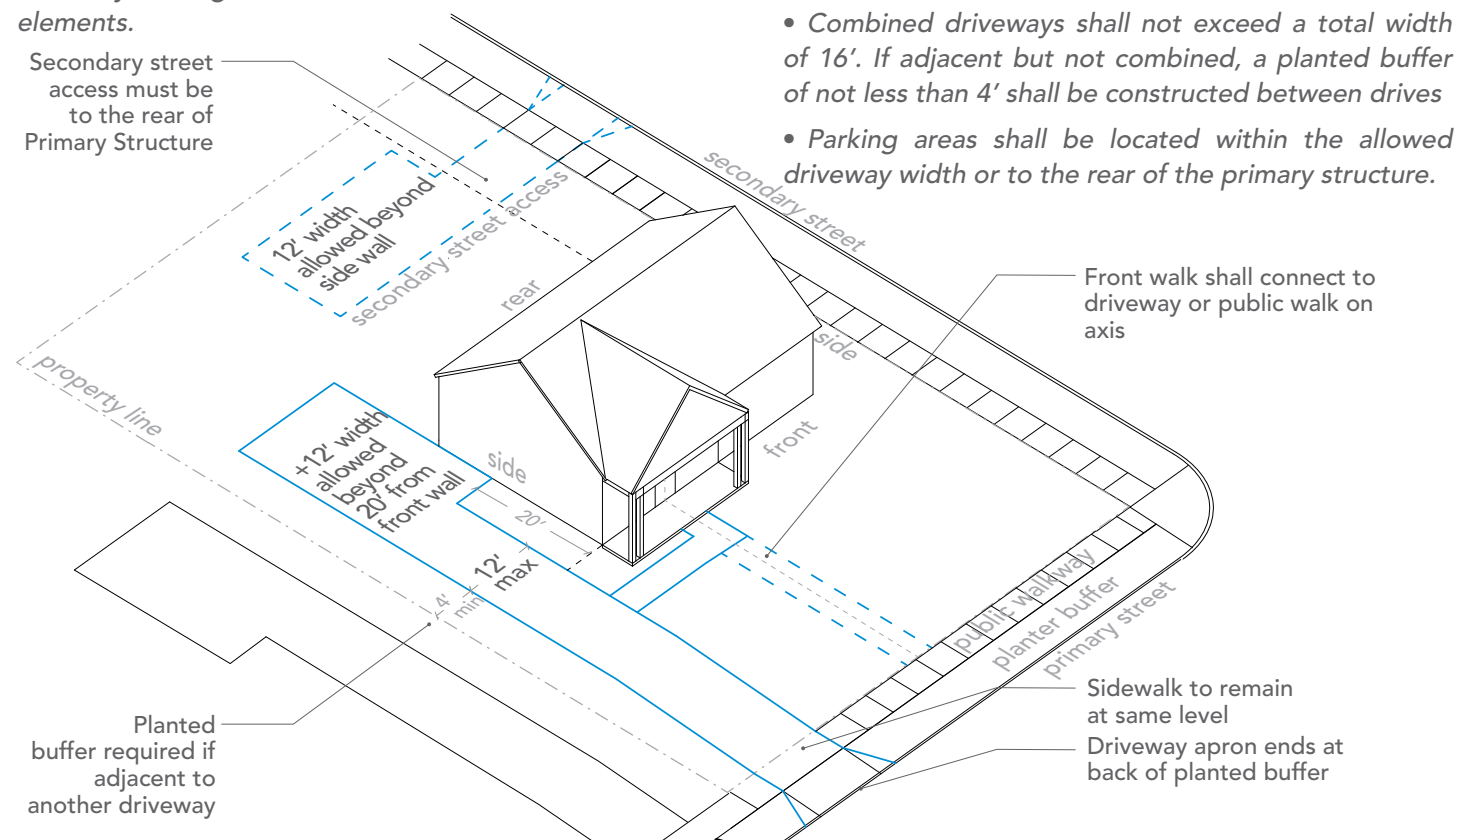 elements.
Secondary street
access must be
to the rear of
Primary Structure
• Combined driveways shall not exceed a total width
of 16’. If adjacent but not combined, a planted buffer
of not less than 4’ shall be constructed between drives
• Parking areas shall be located within the allowed
driveway width or to the rear of the primary structure.
secondary street
12’ width
allowed beyond
side wall
secondary street access
rear
side
front
Front walk shall connect to
driveway or public walk on
axis
property line
+12’ width
allowed
beyond
20’ from
front wall
side
20’
12’
max
4’
min
public walkway
planter buffer
primary street
Planted
buffer required if
adjacent to
another driveway
Sidewalk to remain
at same level
Driveway apron ends at
back of planted buffer